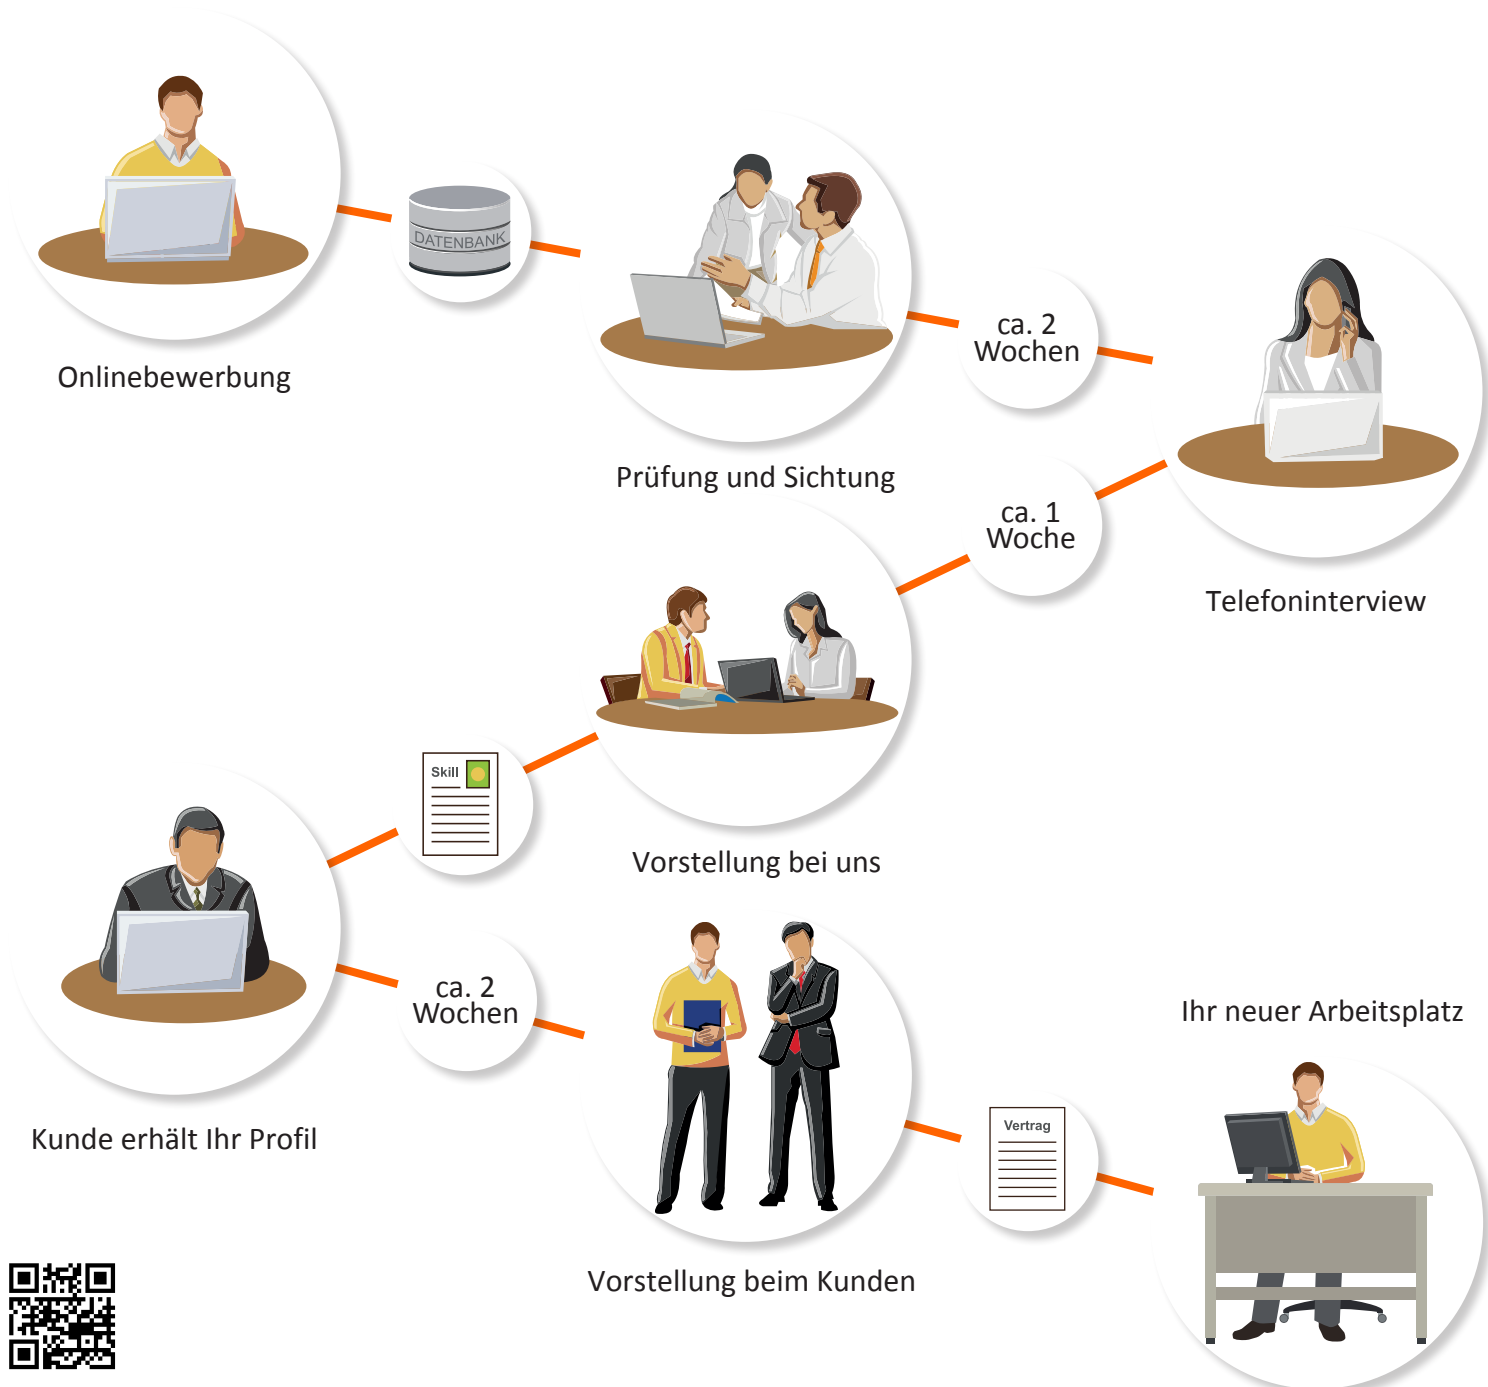 Onlinebewerbung
DATENBANK
Prüfung und Sichtung
ca. 2
Wochen
Telefoninterview
ca. 1
Woche
Vorstellung bei uns
Skill
Kunde erhält Ihr Profil
ca. 2
Wochen
Vorstellung beim Kunden
Vertrag
Ihr neuer Arbeitsplatz